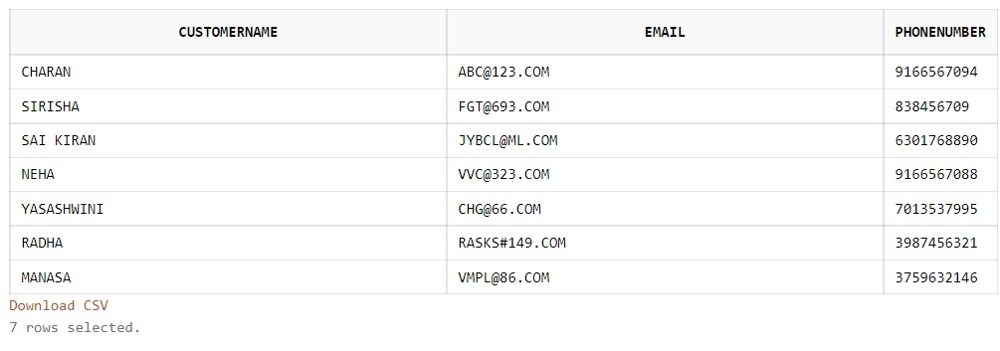 CUSTOMERNAME EMAIL PHONENUMBER
CHARAN ABC@123.COM 9166567094
SIRISHA FGT@693.COM 838456709
SAI KIRAN JYBCL@ML.COM 6301768890
NEHA VVC@323.COM 9166567088
YASASHWINI CHG@66.COM 7013537995
RADHA RASKS#149.COM 3987456321
MANASA VMPL@86.COM 3759632146
Download CSV
7 rows selected.